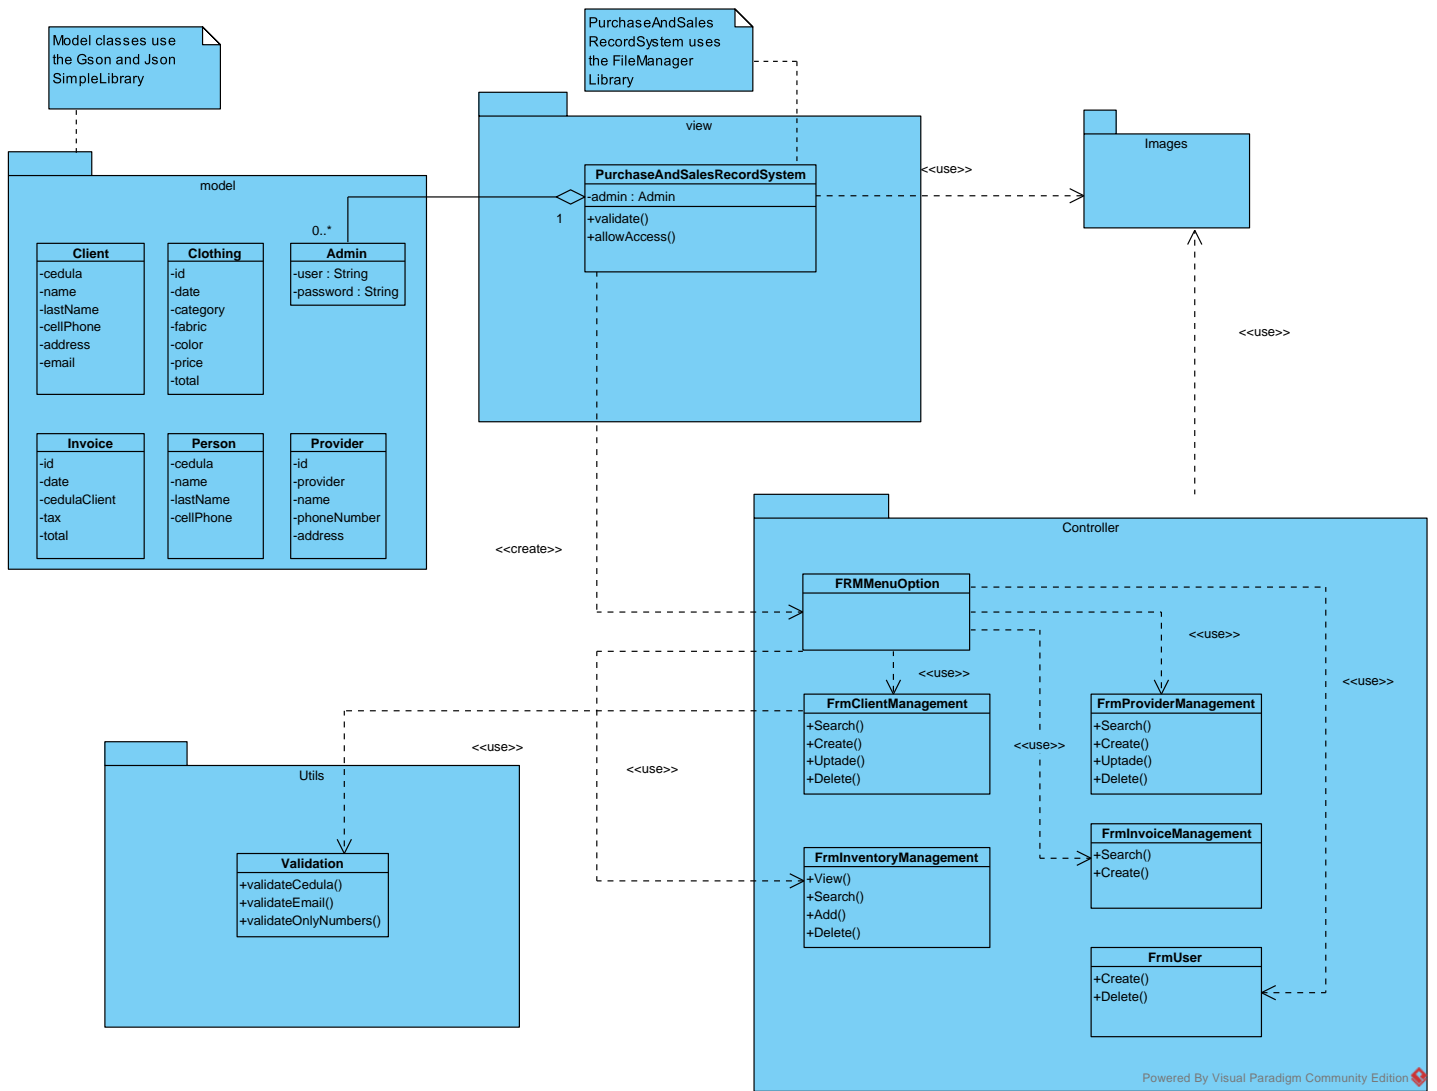 Model classes use
the Gson and Json
SimpleLibrary
PurchaseAndSales
RecordSystem uses
the FileManager
Library
model
Client
-cedula
-name
-lastName
-cellPhone
-address
-email
Clothing
-id
-date
-category
-fabric
-color
-price
-total
Admin
-user : String
-password : String
0..*
1
Invoice
-id
-date
-cedulaClient
-tax
-total
Person
-cedula
-name
-lastName
-cellPhone
Provider
-id
-provider
-name
-phoneNumber
-address
view
PurchaseAndSalesRecordSystem
-admin : Admin
+validate()
+allowAccess()
<<use>>
Images
<<use>>
<<create>>
Controller
FRMMenuOption
<<use>>
<<use>>
<<use>>
<<use>>
<<use>>
<<use>>
FrmClientManagement
+Search()
+Create()
+Uptade()
+Delete()
FrmProviderManagement
+Search()
+Create()
+Uptade()
+Delete()
FrmInventoryManagement
+View()
+Search()
+Add()
+Delete()
FrmInvoiceManagement
+Search()
+Create()
FrmUser
+Create()
+Delete()
Utils
Validation
+validateCedula()
+validateEmail()
+validateOnlyNumbers()
Powered By Visual Paradigm Community Edition